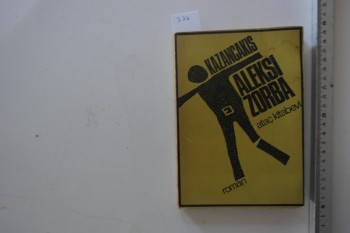 KAZANCAKİS
ALEKSİ
ZORBA
ataç kitabevi
roman